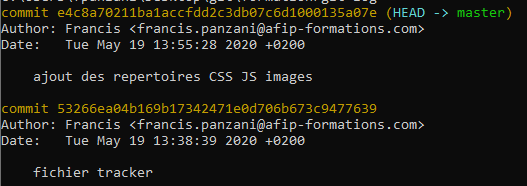 commit e4c8a70211ba1accfdd2c3db07c6d1000135a07e (HEAD -> master)
Author: Francis <francis.panzani@afip-formations.com>
Date:   Tue May 19 13:55:28 2020 +0200
ajout des repertoires CSS JS images
commit 53266ea04b169b17342471e0d706b673c9477639
Author: Francis <francis.panzani@afip-formations.com>
Date:   Tue May 19 13:38:39 2020 +0200
fichier tracker